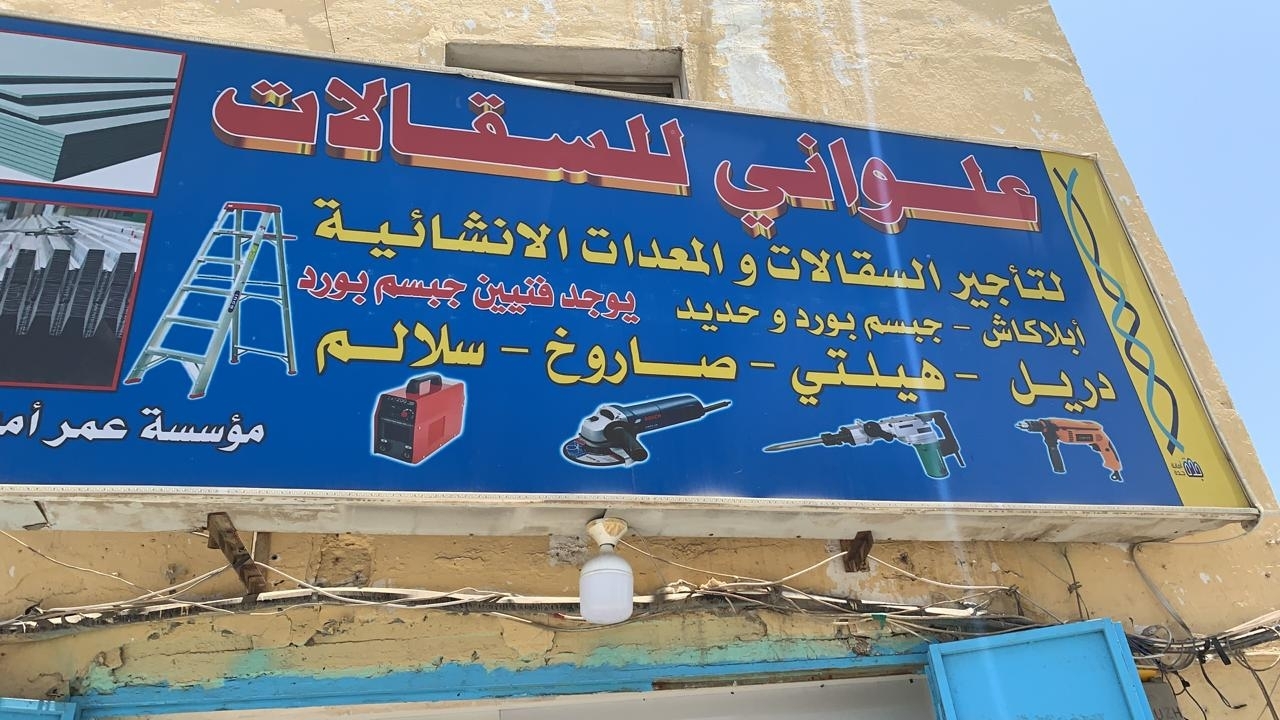 علواني للسقالات
لتأجير السقالات و المعدات الانشائية
أبلاكاش - جبسم بورد و حديد
يوجد فنيين جبسم بورد
دريل - هيلتي - صاروخ - سلالم
مؤسسة عمر
BOSCH